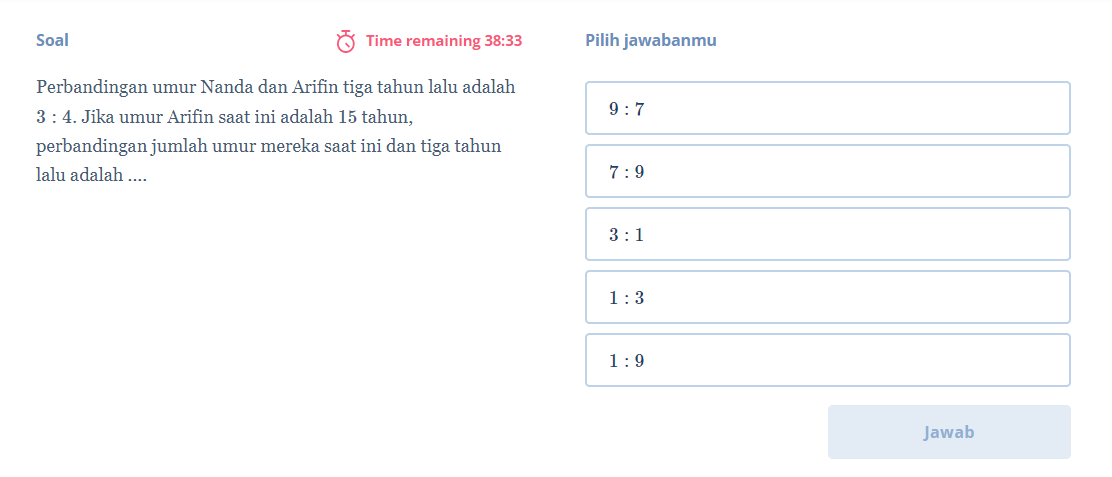 Soal
Time remaining 38:33
Perbandingan umur Nanda dan Arifin tiga tahun lalu adalah
3 : 4. Jika umur Arifin saat ini adalah 15 tahun,
perbandingan jumlah umur mereka saat ini dan tiga tahun
lalu adalah ....
Pilih jawabanmu
9 : 7
7 : 9
3 : 1
1 : 3
1 : 9
Jawab